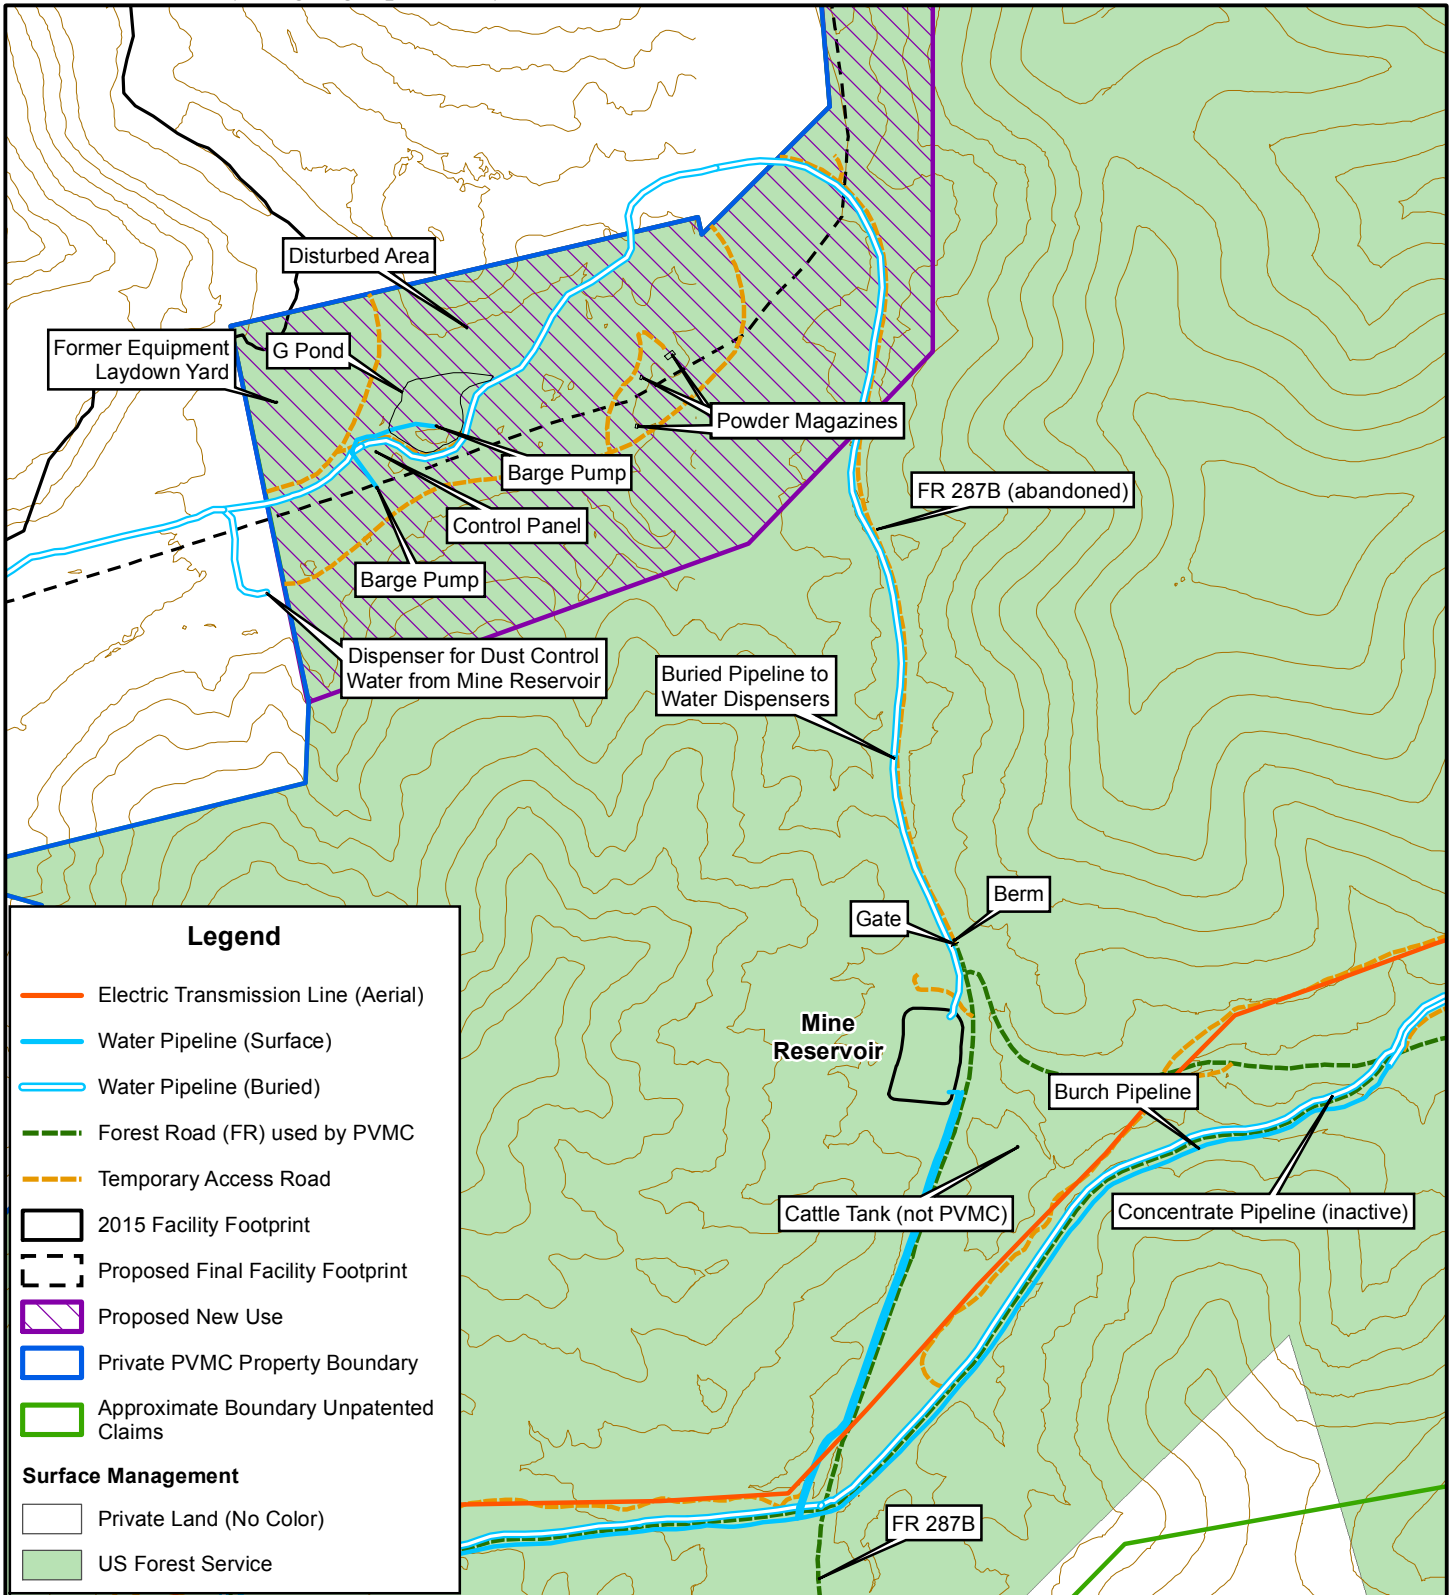 Disturbed Area
Former Equipment
Laydown Yard
G Pond
Powder Magazines
Barge Pump
FR 287B (abandoned)
Control Panel
Barge Pump
Dispenser for Dust Control
Water from Mine Reservoir
Buried Pipeline to
Water Dispensers
Berm
Gate
Mine
Reservoir
Burch Pipeline
Cattle Tank (not PVMC)
Concentrate Pipeline (inactive)
FR 287B
Legend
Electric Transmission Line (Aerial)
Water Pipeline (Surface)
Water Pipeline (Buried)
Forest Road (FR) used by PVMC
Temporary Access Road
2015 Facility Footprint
Proposed Final Facility Footprint
Proposed New Use
Private PVMC Property Boundary
Approximate Boundary Unpatented
Claims
Surface Management
Private Land (No Color)
US Forest Service